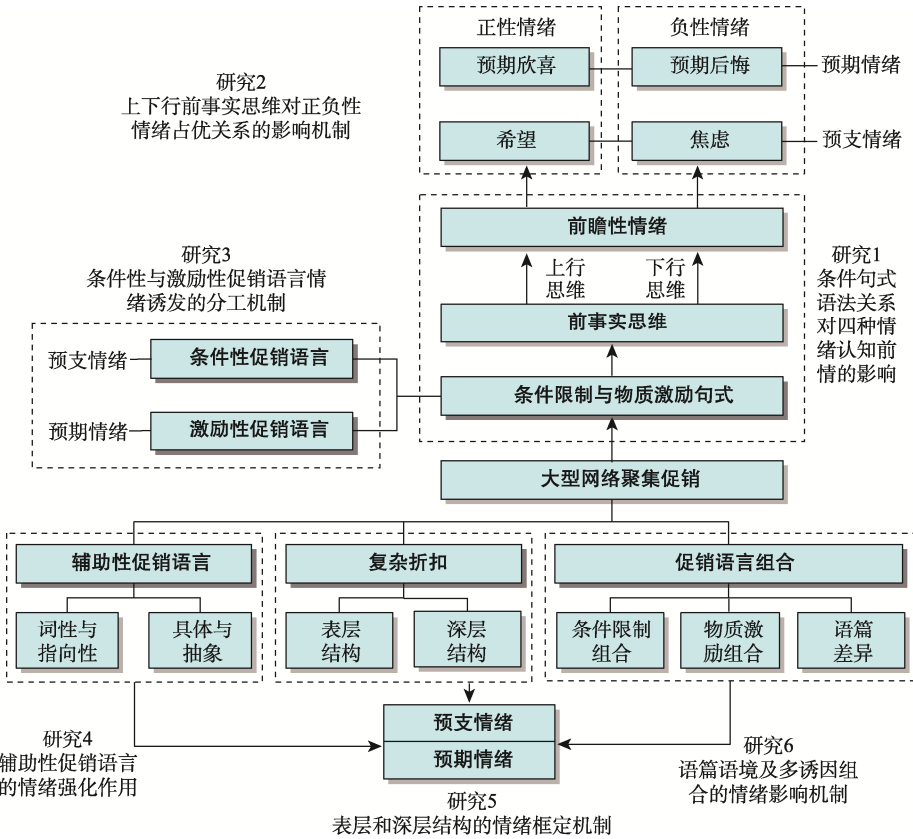 正性情绪
负性情绪
预期欣喜
预期后悔
预期情绪
希望
焦虑
预支情绪
研究2
上下行前事实思维对正负性
情绪占优关系的影响机制
前瞻性情绪
上行
思维
下行
思维
前事实思维
条件限制与物质激励句式
研究1
条件句式
语法关系
对四种情
绪认知前
情的影响
研究3
条件性与激励性促销语言情
绪诱发的分工机制
预支情绪
条件性促销语言
预期情绪
激励性促销语言
大型网络聚集促销
辅助性促销语言
词性与
指向性
具体与
抽象
复杂折扣
表层
结构
深层
结构
促销语言组合
条件限制
组合
物质激
励组合
语篇
差异
预支情绪
预期情绪
研究4
辅助性促销语言
的情绪强化作用
研究5
表层和深层结构的情绪框定机制
研究6
语篇语境及多诱因组
合的情绪影响机制